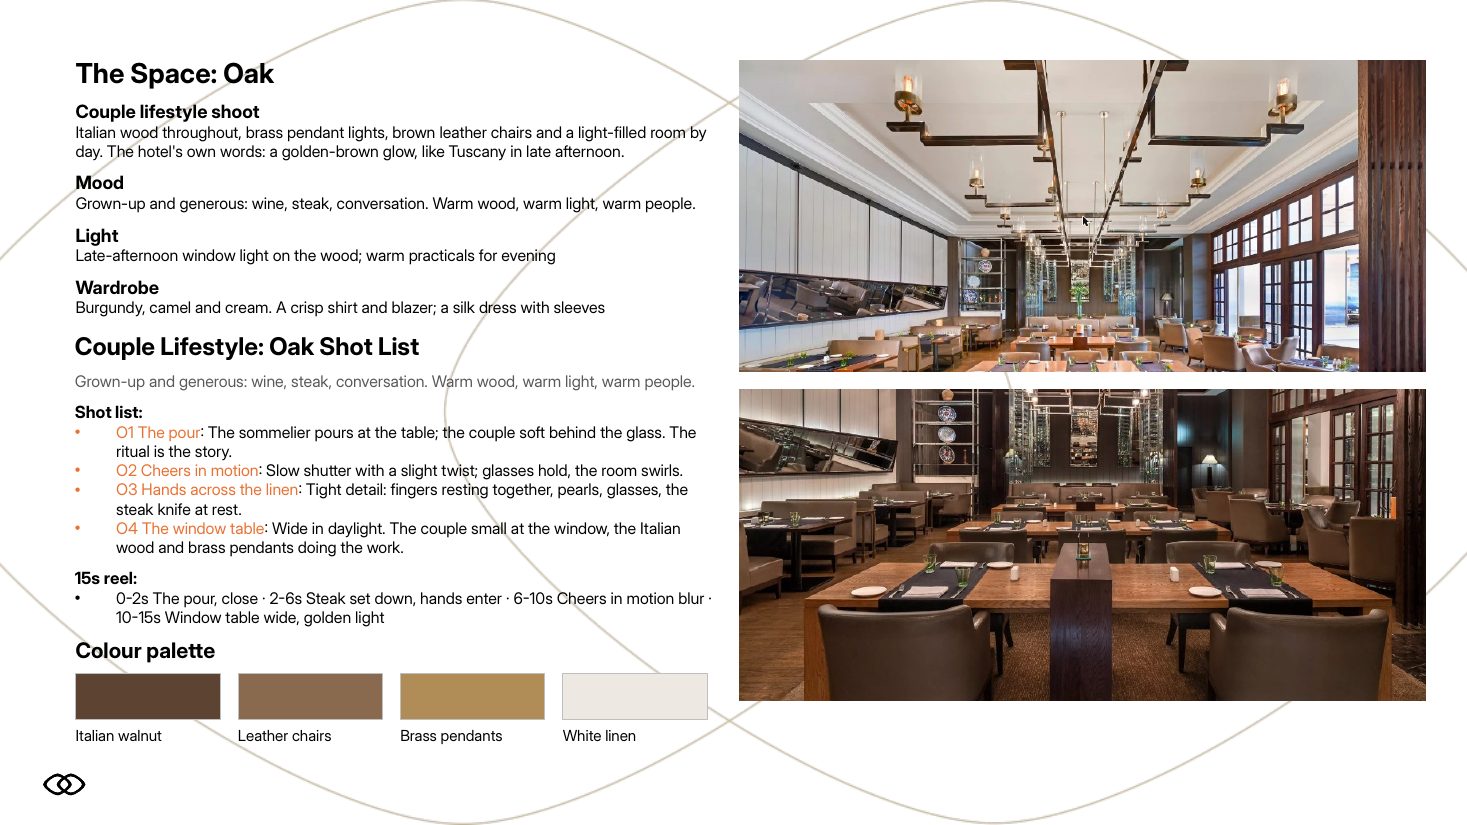 The Space: Oak
Couple lifestyle shoot
Italian wood throughout, brass pendant lights, brown leather chairs and a light-filled room by
day. The hotel's own words: a golden-brown glow, like Tuscany in late afternoon.
Mood
Grown-up and generous: wine, steak, conversation. Warm wood, warm light, warm people.
Light
Late-afternoon window light on the wood; warm practicals for evening
Wardrobe
Burgundy, camel and cream. A crisp shirt and blazer; a silk dress with sleeves
Couple Lifestyle: Oak Shot List
Grown-up and generous: wine, steak, conversation. Warm wood, warm light, warm people.
Shot list:
• O1 The pour: The sommelier pours at the table; the couple soft behind the glass. The
ritual is the story.
• O2 Cheers in motion: Slow shutter with a slight twist; glasses hold, the room swirls.
• O3 Hands across the linen: Tight detail: fingers resting together, pearls, glasses, the
steak knife at rest.
• O4 The window table: Wide in daylight. The couple small at the window, the Italian
wood and brass pendants doing the work.
15s reel:
• 0-2s The pour, close · 2-6s Steak set down, hands enter · 6-10s Cheers in motion blur ·
10-15s Window table wide, golden light
Colour palette
Italian walnut
Leather chairs
Brass pendants
White linen